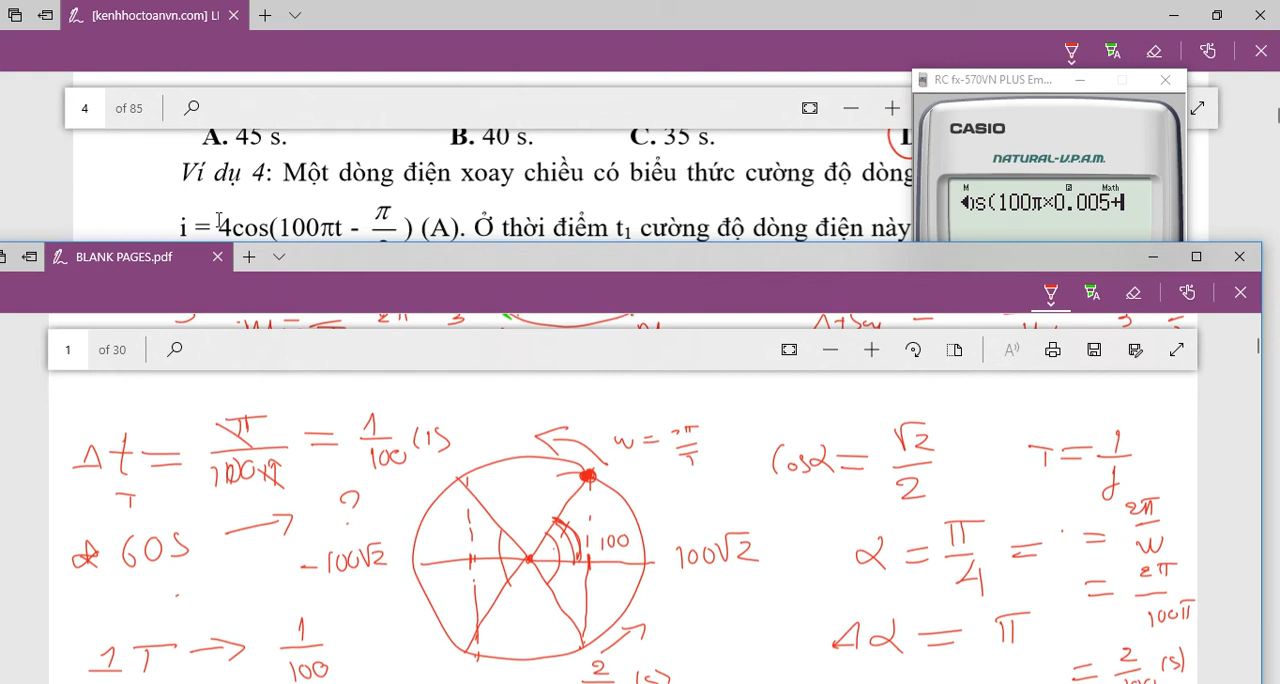 [kenhhoctoanvn.com] LI
4 of 85
RC fx-570VN PLUS Em...
CASIO
NATURAL-V.P.A.M.
M Math
os(100π×0.005+
A. 45 s. B. 40 s. C. 35 s.
Ví dụ 4: Một dòng điện xoay chiều có biểu thức cường độ dòng
i = 4cos(100πt - π/ ) (A). Ở thời điểm t₁ cường độ dòng điện này
BLANK PAGES.pdf
1 of 30
Δt = π/100π = 1/100 (s)
T
60s → ?
1T → 1/100
w = 2π/T
-100√2
100
100√2
2
(s)
cosα = √2/2
α = π/4
Δα = π
T = 1/f
= 2π/w
= 2π/100π
= 2/100 (s)